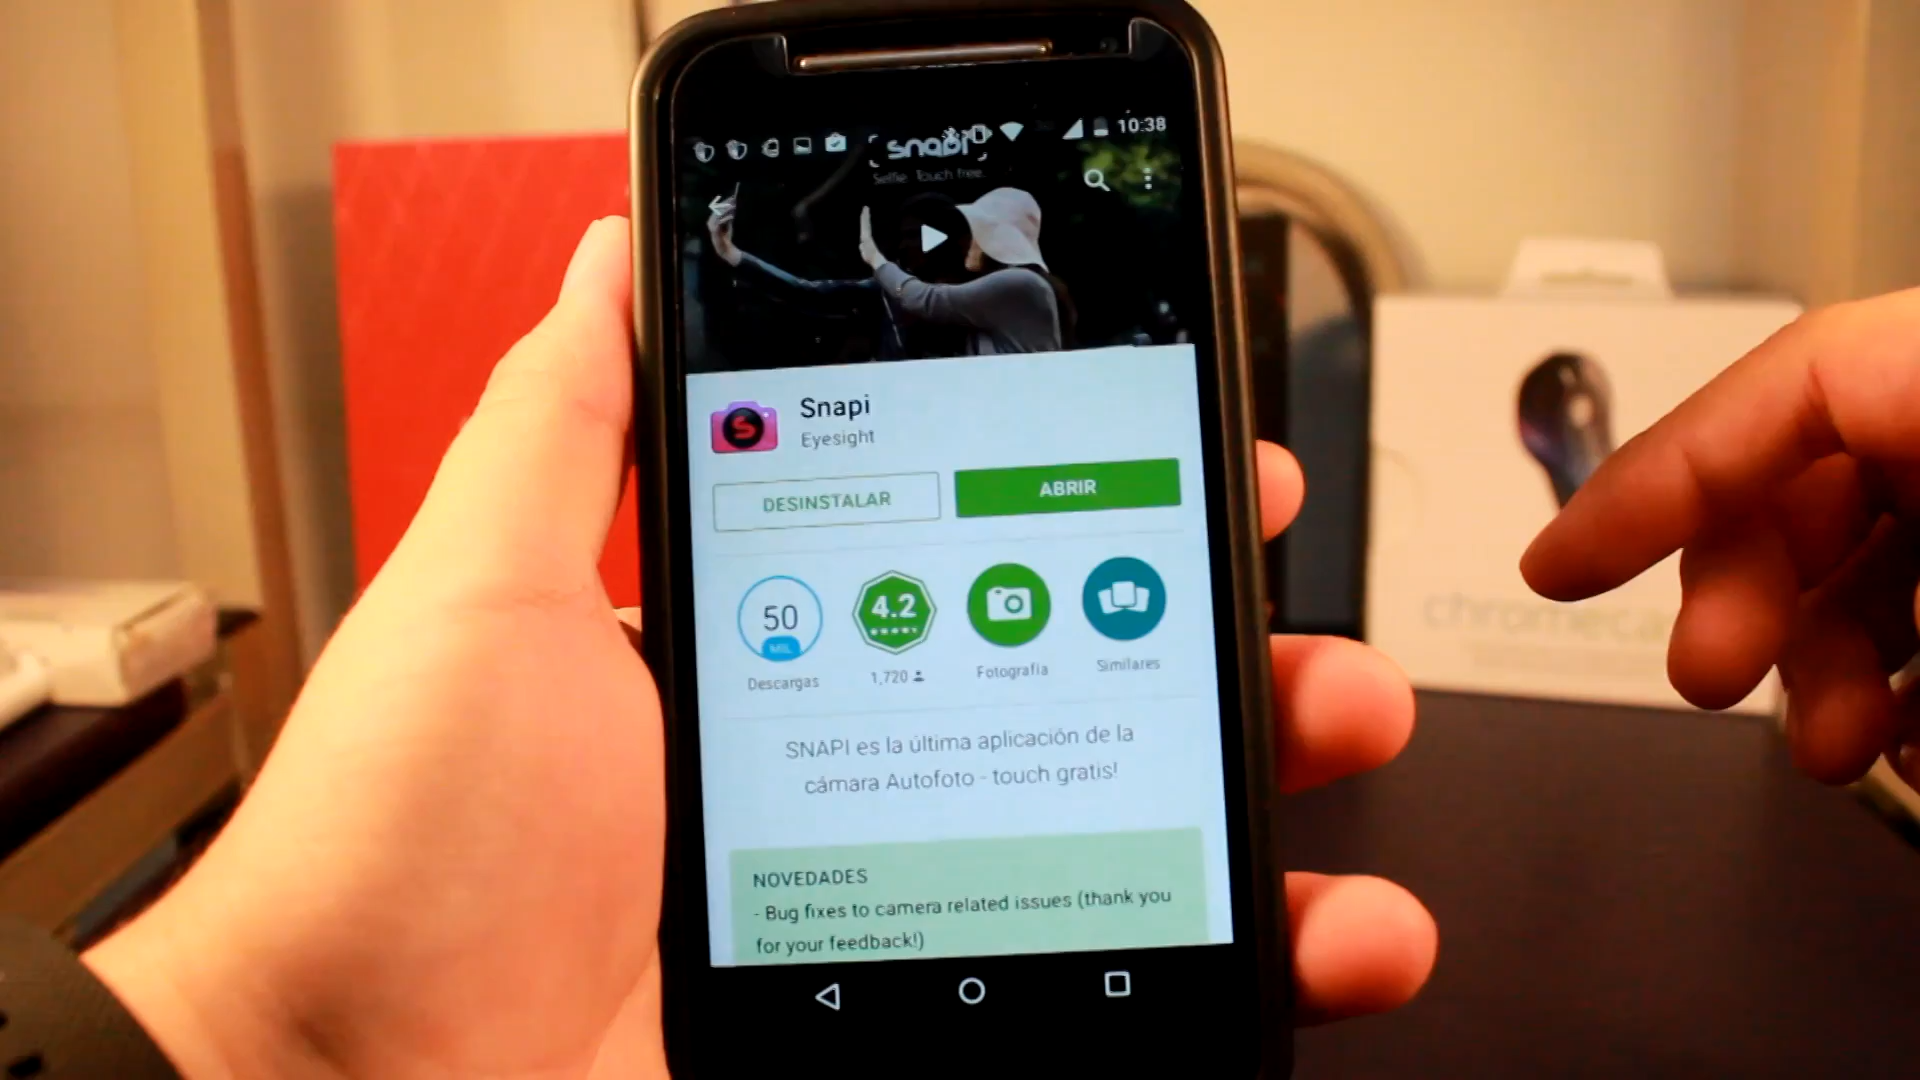 10:38
snapi
Selfie. Touch free.
Snapi
Eyesight
DESINSTALAR
ABRIR
50
MIL
4.2
Descargas
1,720
Fotografía
Similares
SNAPI es la última aplicación de la
cámara Autofoto - touch gratis!
NOVEDADES
- Bug fixes to camera related issues (thank you
for your feedback!)
S